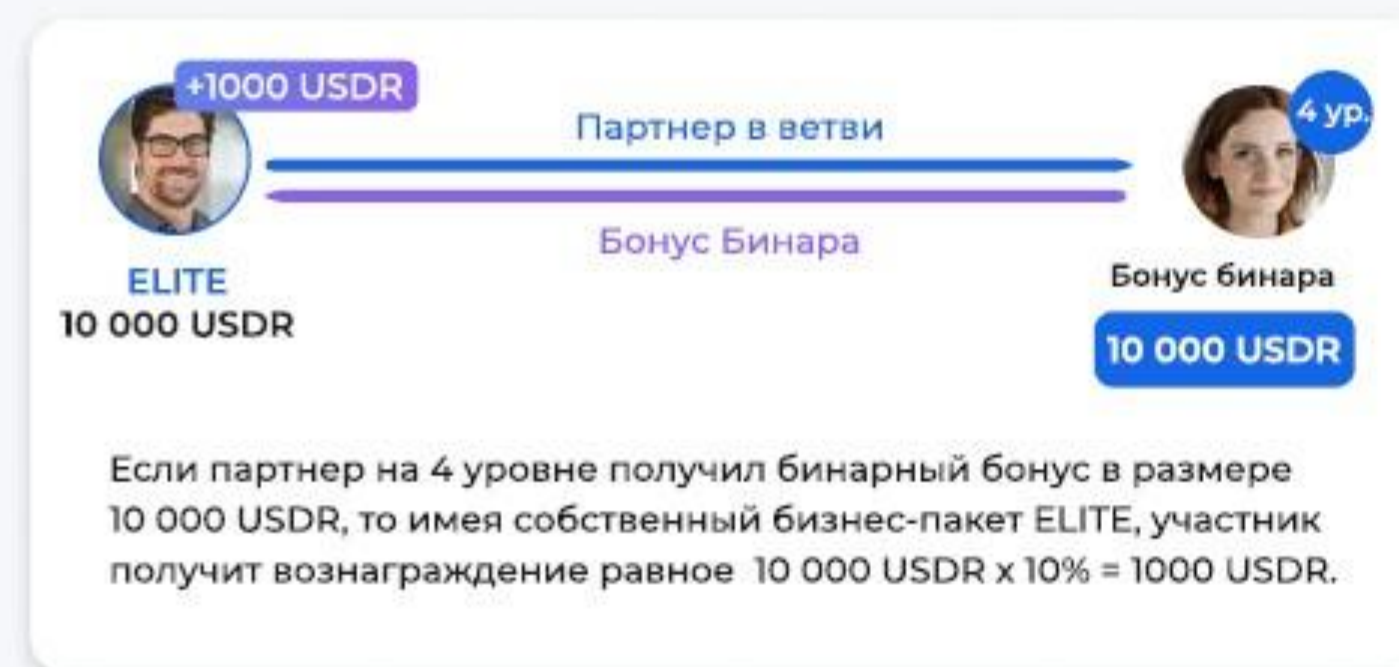 +1000 USDR
4 ур.
Партнер в ветви
Бонус Бинара
ELITE
10 000 USDR
Бонус бинара
10 000 USDR
Если партнер на 4 уровне получил бинарный бонус в размере
10 000 USDR, то имея собственный бизнес-пакет ELITE, участник
получит вознаграждение равное 10 000 USDR x 10% = 1000 USDR.